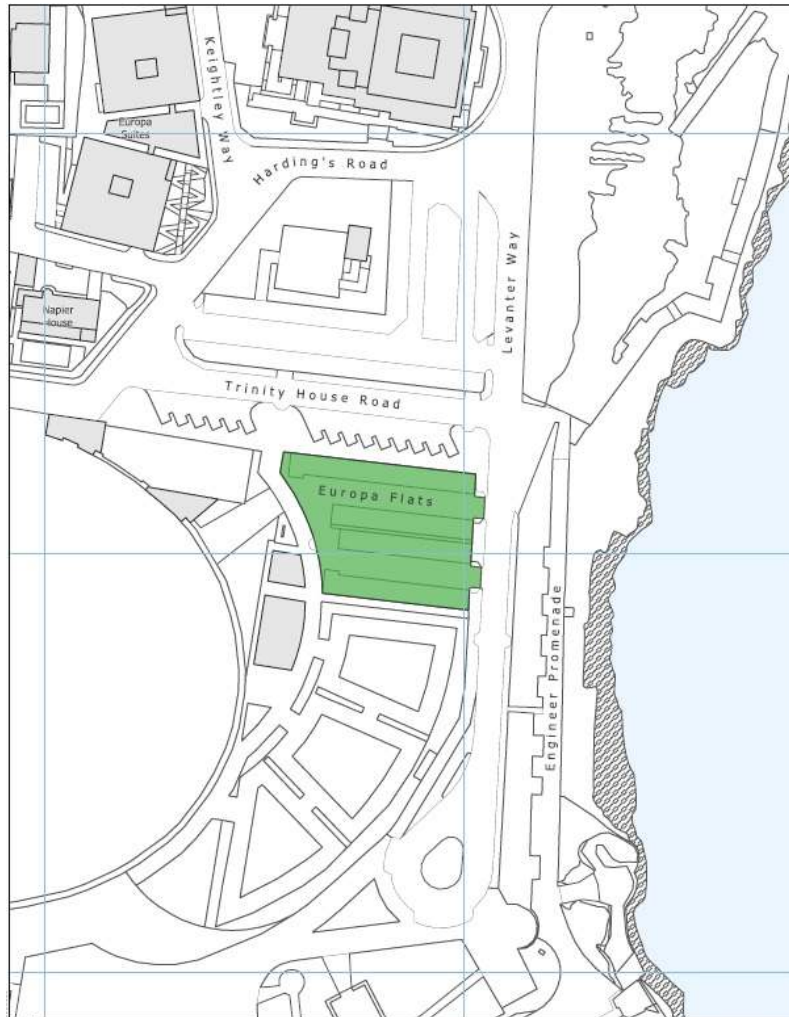 Keightley Way
Europa
Suites
Harding's Road
Levanter Way
Napier
House
Trinity House Road
Europa Flats
Engineer Promenade